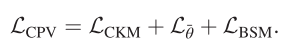 ℒ_CPV = ℒ_CKM + ℒ_θ̄ + ℒ_BSM.